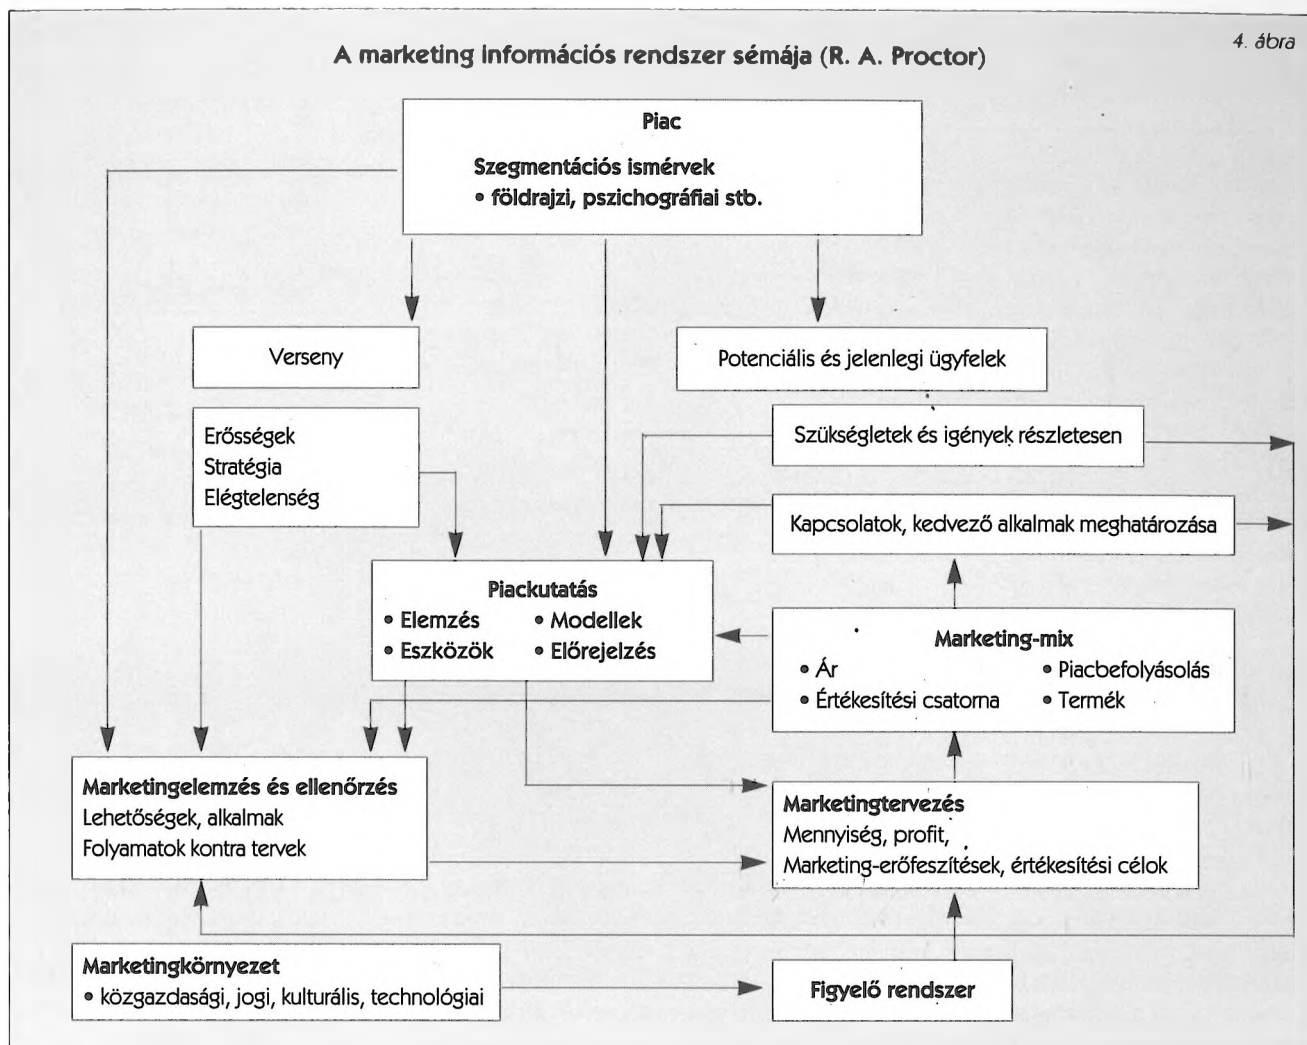 4. ábra
A marketing információs rendszer sémája (R. A. Proctor)
Piac
Szegmentációs ismérvek
• földrajzi, pszichográfiai stb.
Verseny
Potenciális és jelenlegi ügyfelek
Erősségek
Stratégia
Elégtelenség
Szükségletek és igények részletesen
Kapcsolatok, kedvező alkalmak meghatározása
Piackutatás
• Elemzés • Modellek
• Eszközök • Előrejelzés
Marketing-mix
• Ár • Piacbefolyásolás
• Értékesítési csatorna • Termék
Marketingelemzés és ellenőrzés
Lehetőségek, alkalmak
Folyamatok kontra tervek
Marketingtervezés
Mennyiség, profit,
Marketing-erőfeszítések, értékesítési célok
Marketingkörnyezet
• közgazdasági, jogi, kulturális, technológiai
Figyelő rendszer